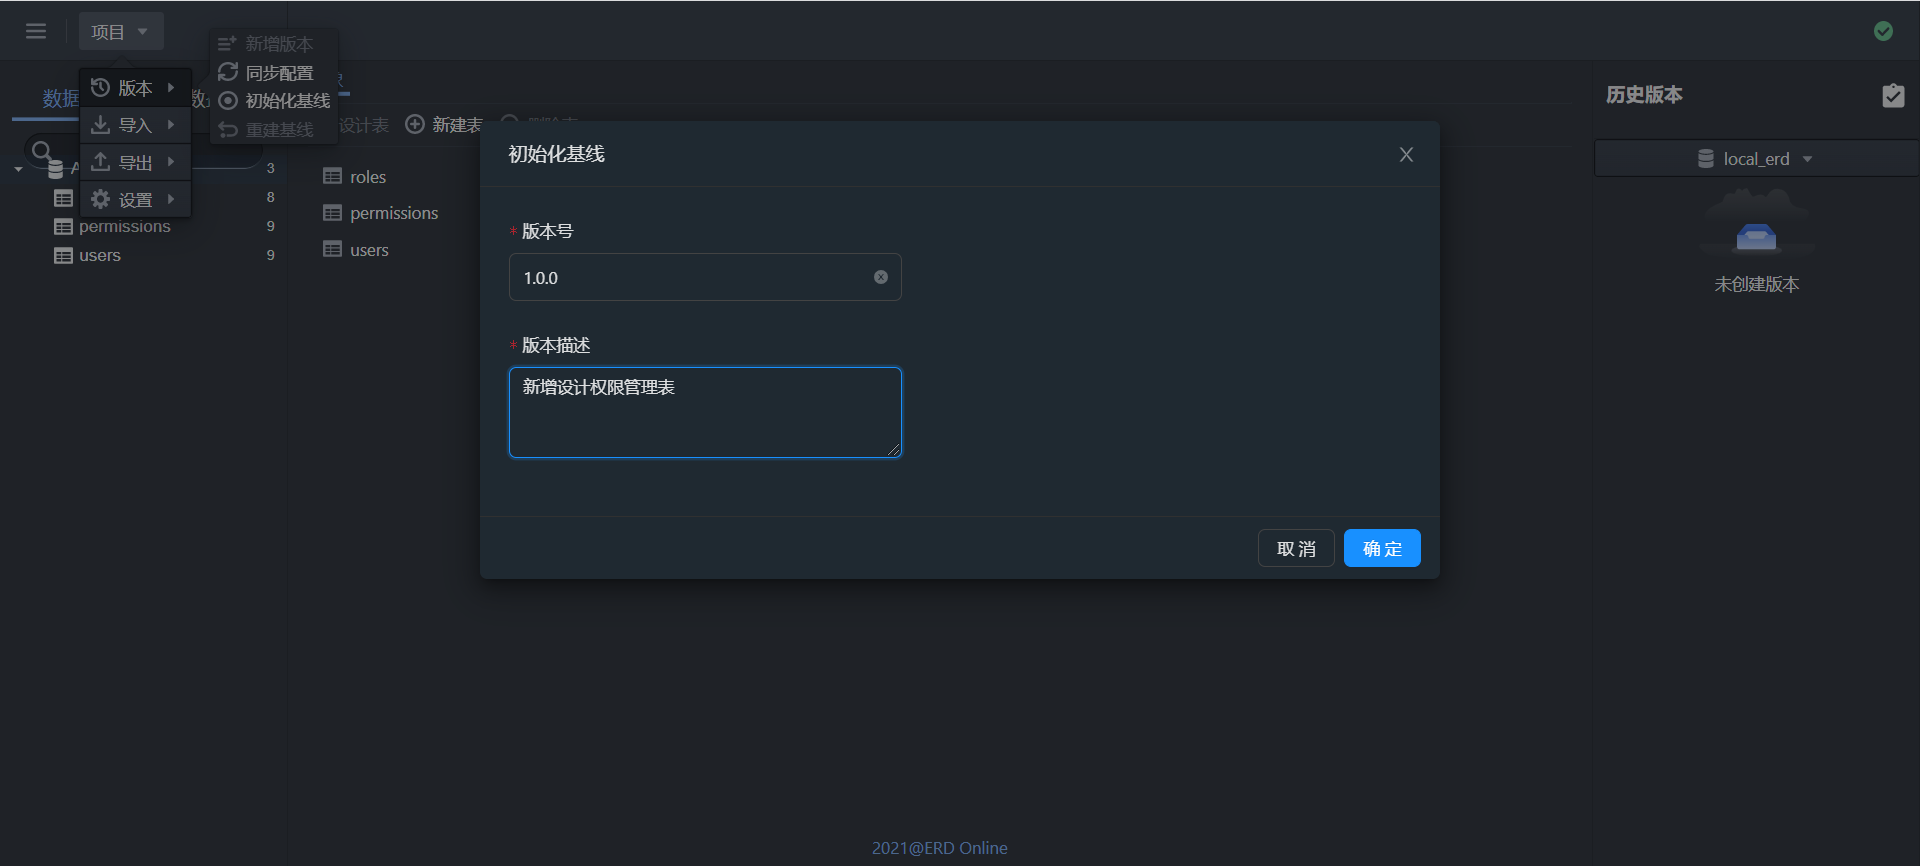 项目
新增版本
同步配置
初始化基线
重建基线
版本
导入
导出
设置
数据
3
8
permissions 9
users 9
设计表
新建表
roles
permissions
users
初始化基线
* 版本号
1.0.0
* 版本描述
新增设计权限管理表
取 消
确 定
历史版本
local_erd
未创建版本
2021@ERD Online